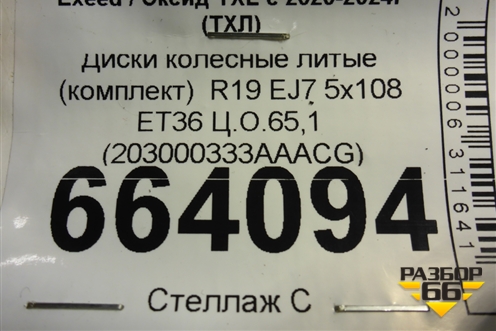 Exeed / Эксид TXL с 2020-2024г
(ТХЛ)
Диски колесные литые
(комплект) R19 EJ7 5x108
ET36 Ц.О.65,1
(203000333AAACG)
664094
Стеллаж С
2000006311641
РАЗБОР
66